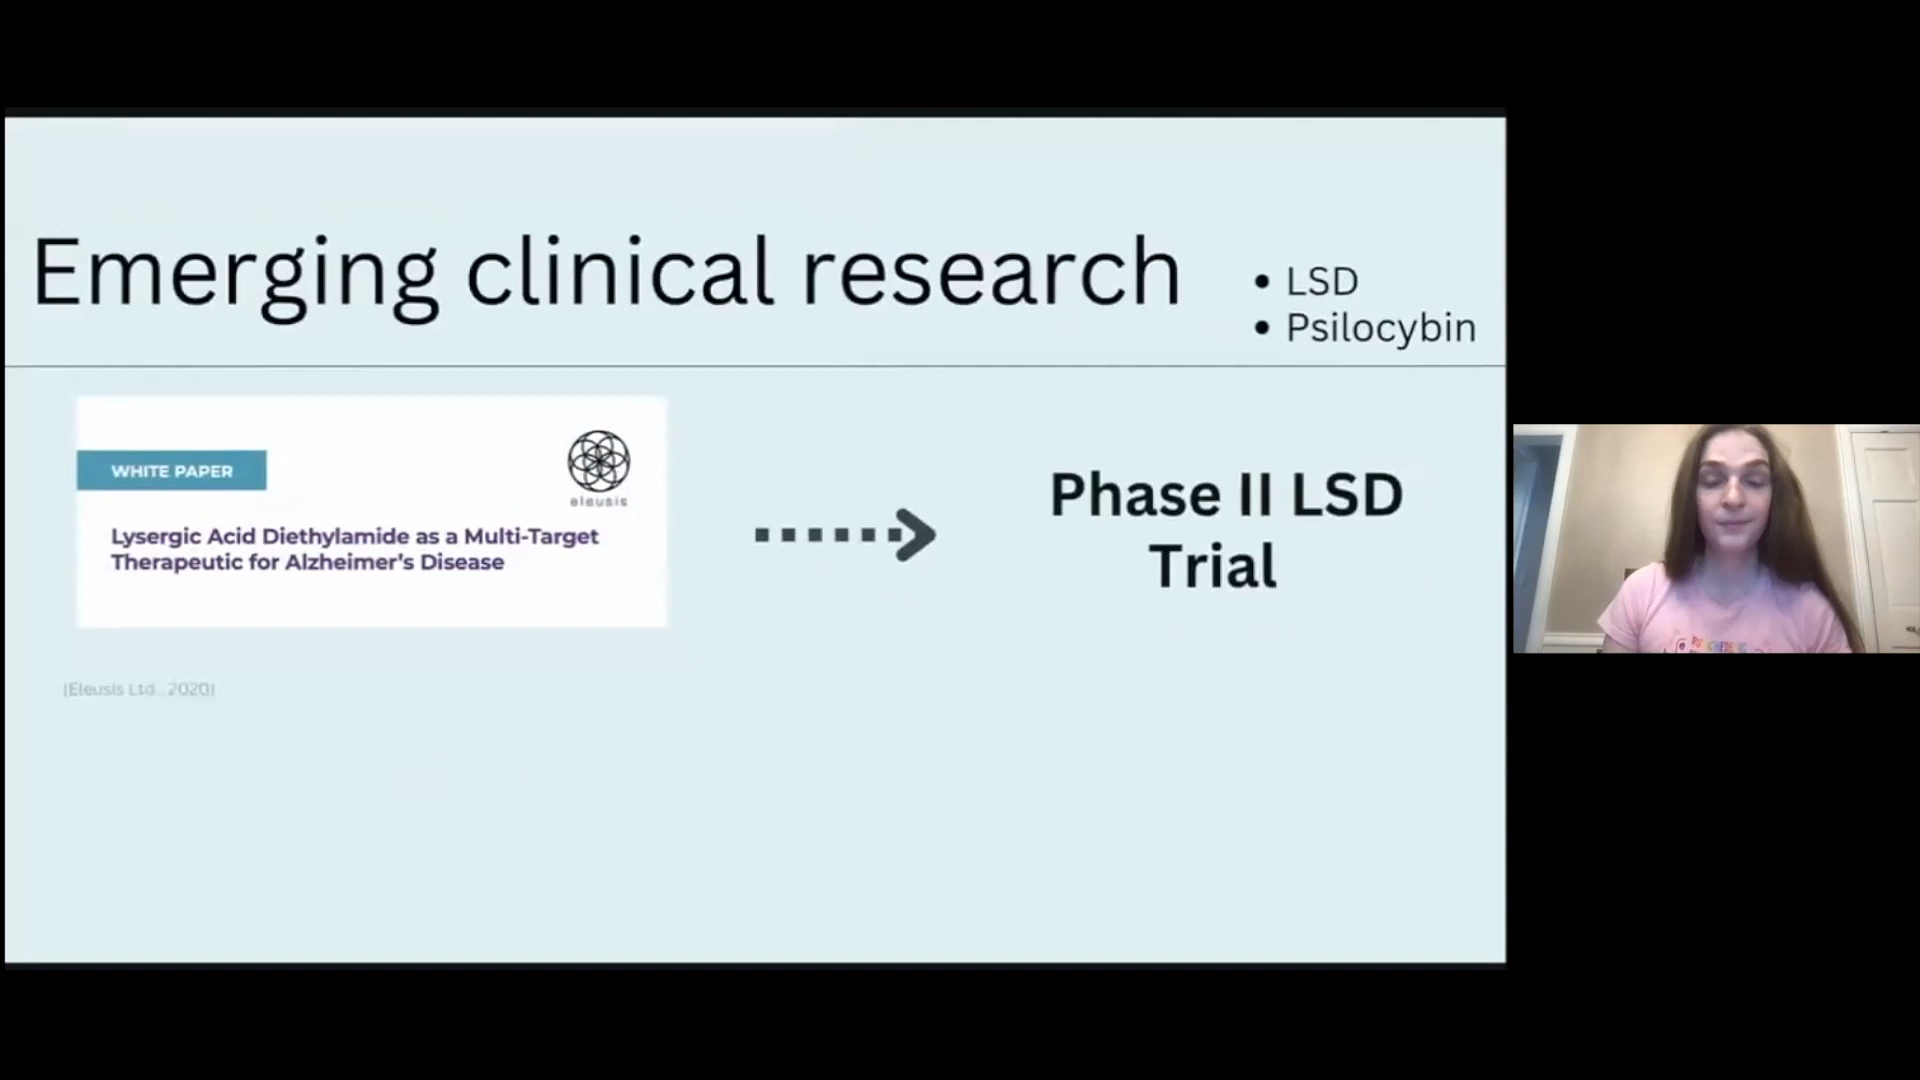 Emerging clinical research
• LSD
• Psilocybin
WHITE PAPER
eleusis
Lysergic Acid Diethylamide as a Multi-Target
Therapeutic for Alzheimer's Disease
Phase II LSD
Trial
(Eleusis Ltd., 2020)
PSYCHEDELIC